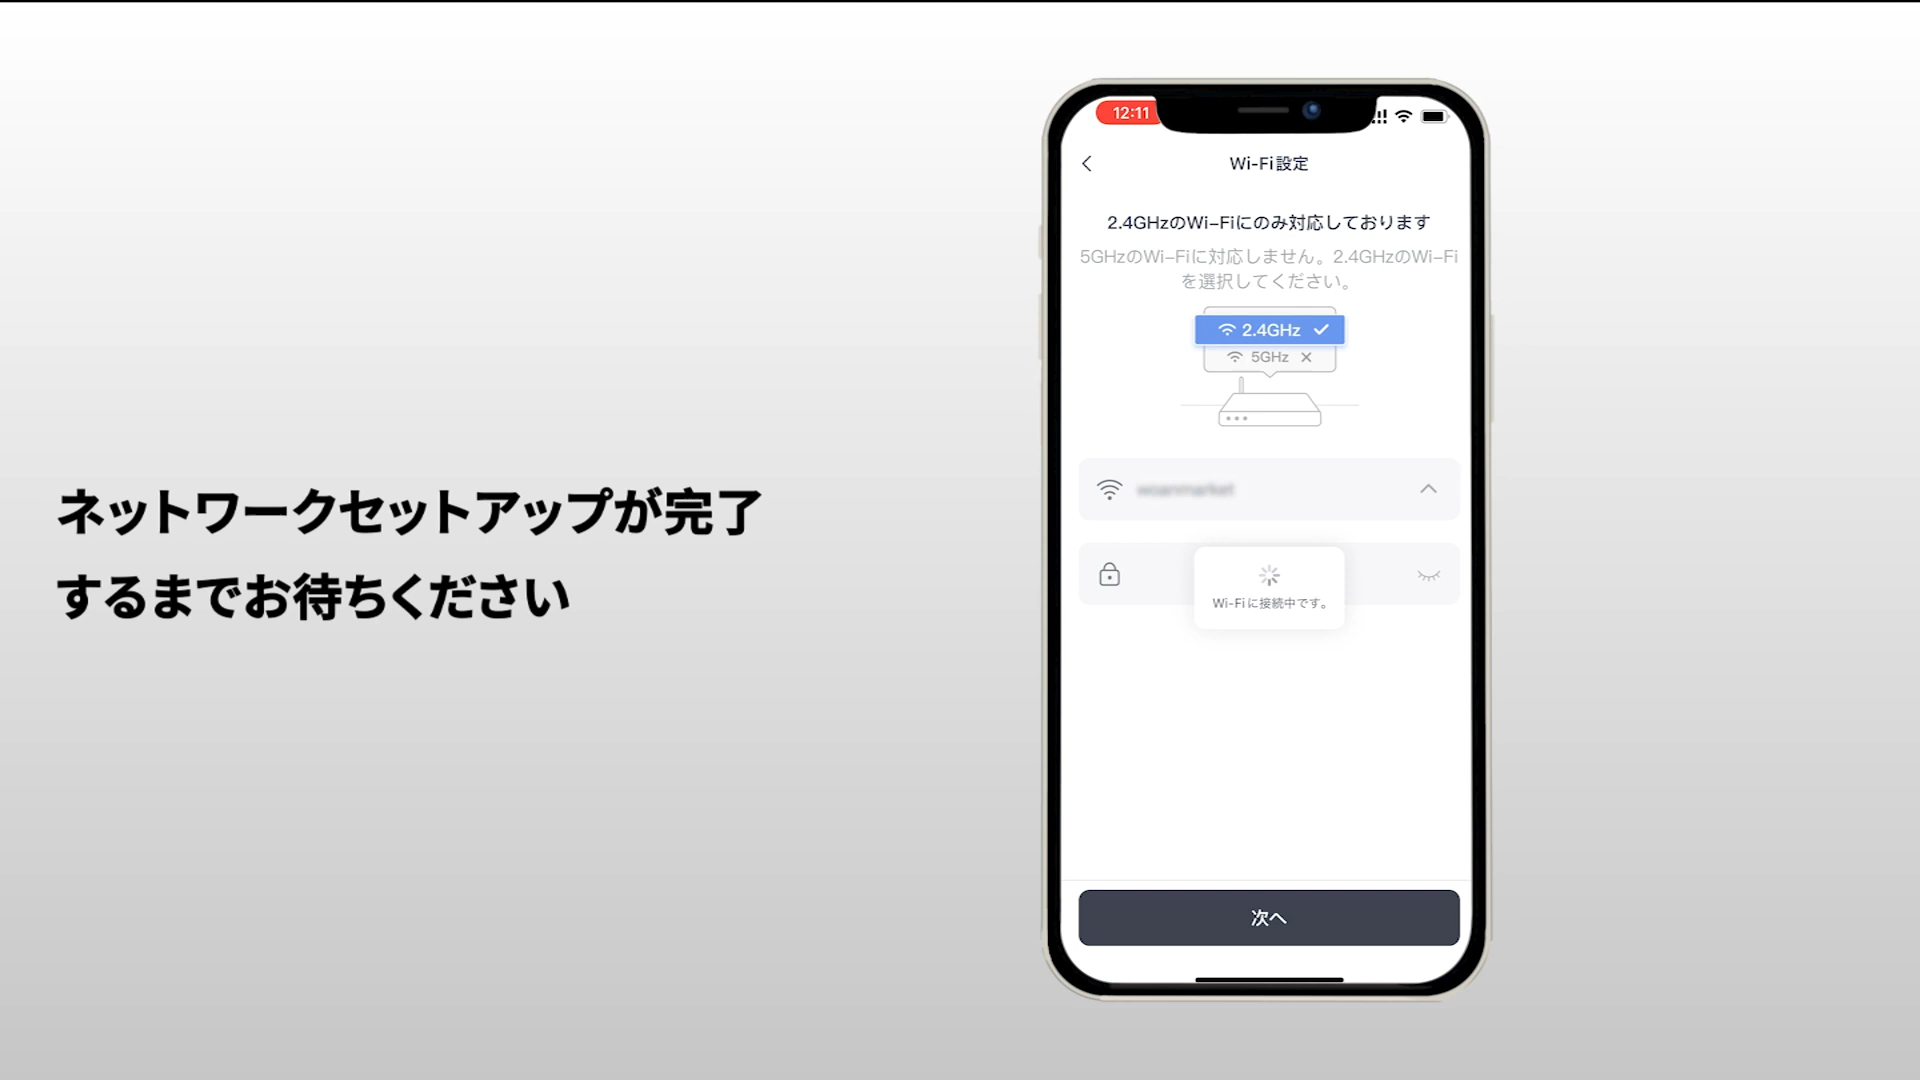 ネットワークセットアップが完了
するまでお待ちください
12:11
Wi-Fi設定
2.4GHzのWi-Fiにのみ対応しております
5GHzのWi-Fiに対応しません。2.4GHzのWi-Fi
を選択してください。
2.4GHz
5GHz
Wi-Fiに接続中です。
次へ